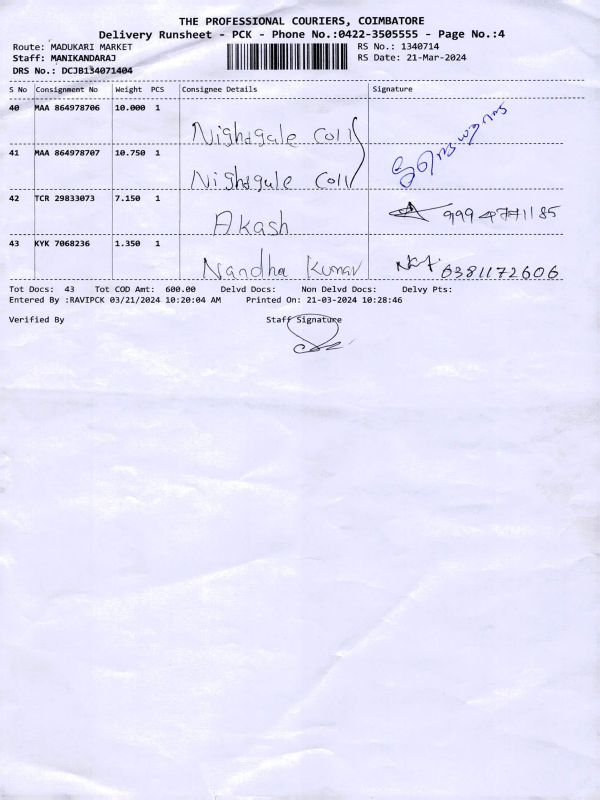 THE PROFESSIONAL COURIERS, COIMBATORE
Delivery Runsheet - PCK - Phone No.:0422-3505555 - Page No.:4
Route: MADUKARI MARKET RS No.: 1340714
Staff: MANIKANDARAJ RS Date: 21-Mar-2024
DRS No.: DCJB134071404
S No Consignment No Weight PCS Consignee Details Signature
40 MAA 864978706 10.000 1
Nightgale Coll
41 MAA 864978707 10.750 1
Nightgale Coll
42 TCR 29833073 7.150 1
Akash
43 KYK 7068236 1.350 1
Nandha Kumar 6381172606
Tot Docs: 43 Tot COD Amt: 600.00 Delvd Docs: Non Delvd Docs: Delvy Pts:
Entered By :RAVIPCK 03/21/2024 10:20:04 AM Printed On: 21-03-2024 10:28:46
Verified By Staff Signature